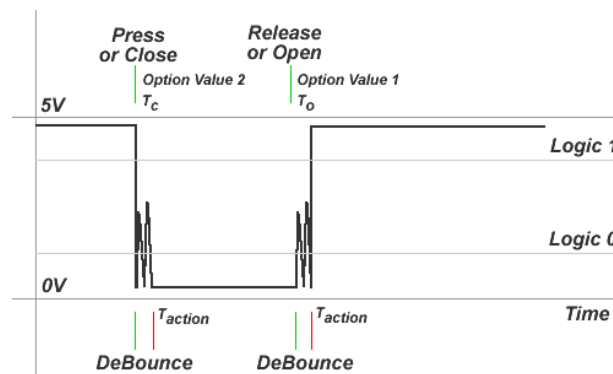 Press
or Close
Release
or Open
Option Value 2
Option Value 1
Tc
To
5V
Logic 1
Logic 0
0V
Taction
Taction
Time
DeBounce
DeBounce